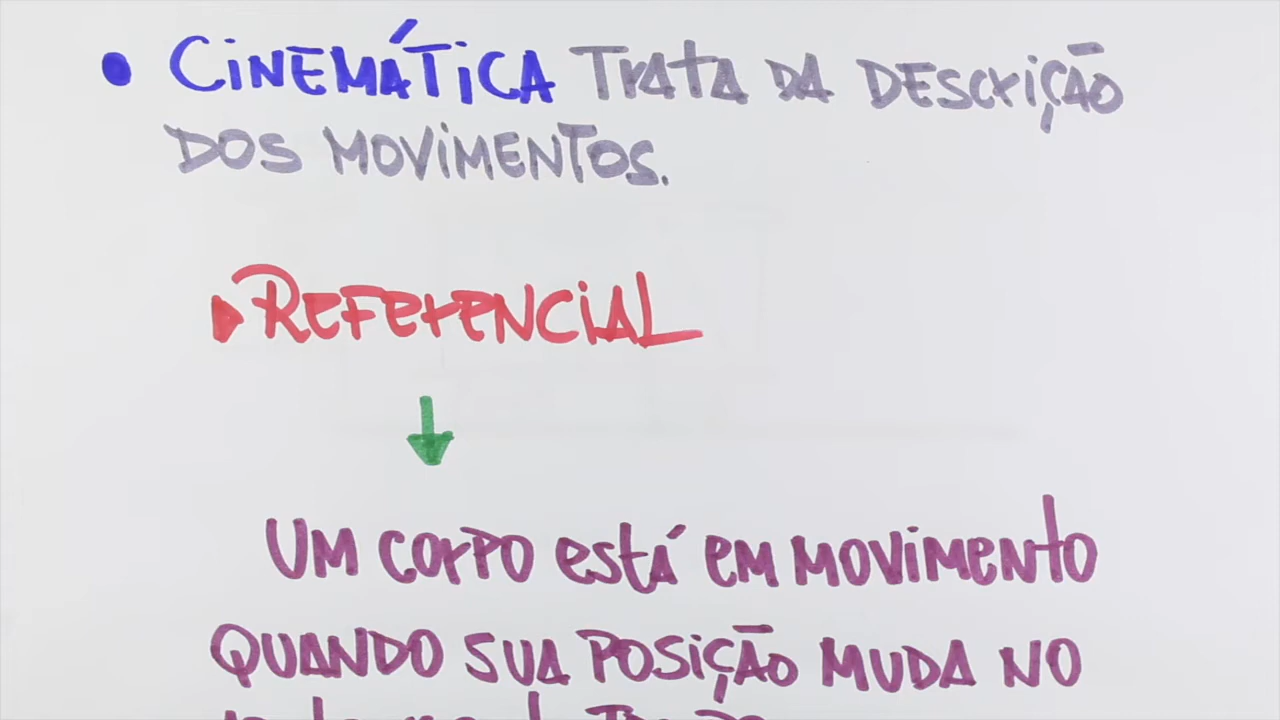 • CINEMÁTICA TRATA DA DESCRIÇÃO
DOS MOVIMENTOS.
▸REFERENCIAL
↓
UM CORPO ESTÁ EM MOVIMENTO
QUANDO SUA POSIÇÃO MUDA NO